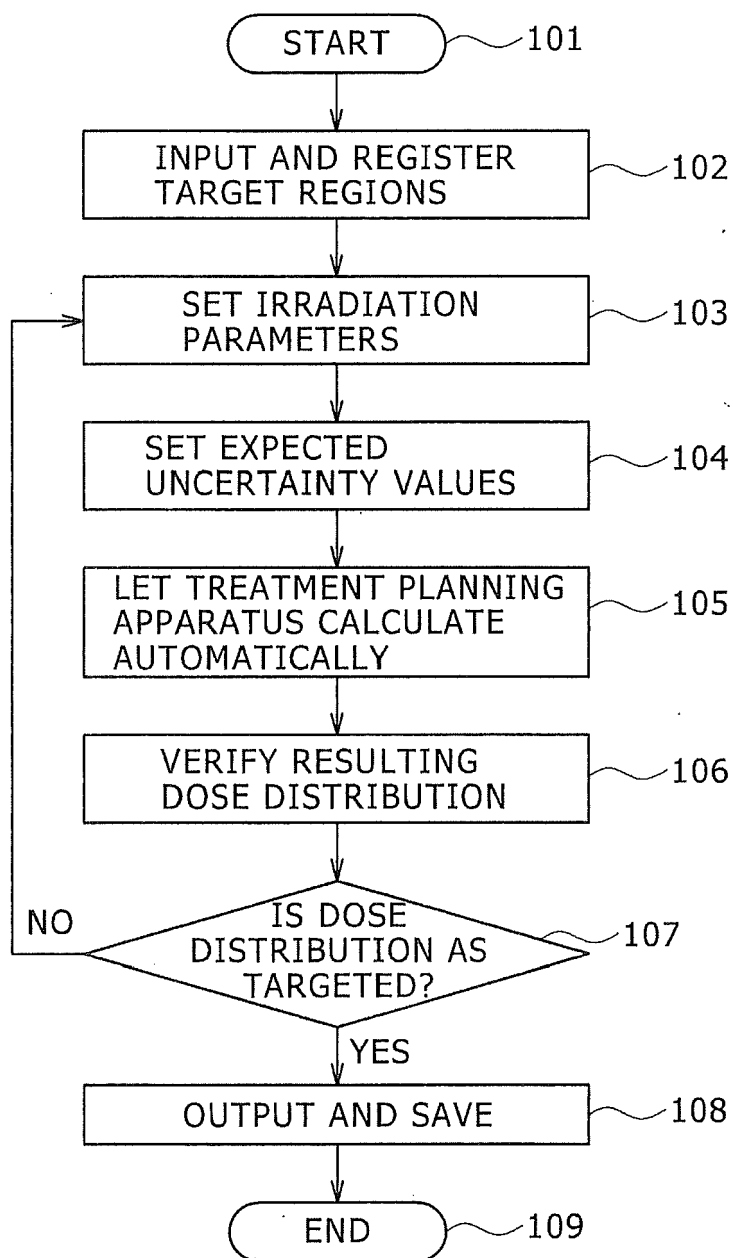 START
101
INPUT AND REGISTER
TARGET REGIONS
102
SET IRRADIATION
PARAMETERS
103
SET EXPECTED
UNCERTAINTY VALUES
104
LET TREATMENT PLANNING
APPARATUS CALCULATE
AUTOMATICALLY
105
VERIFY RESULTING
DOSE DISTRIBUTION
106
NO
IS DOSE
DISTRIBUTION AS
TARGETED?
107
YES
OUTPUT AND SAVE
108
END
109